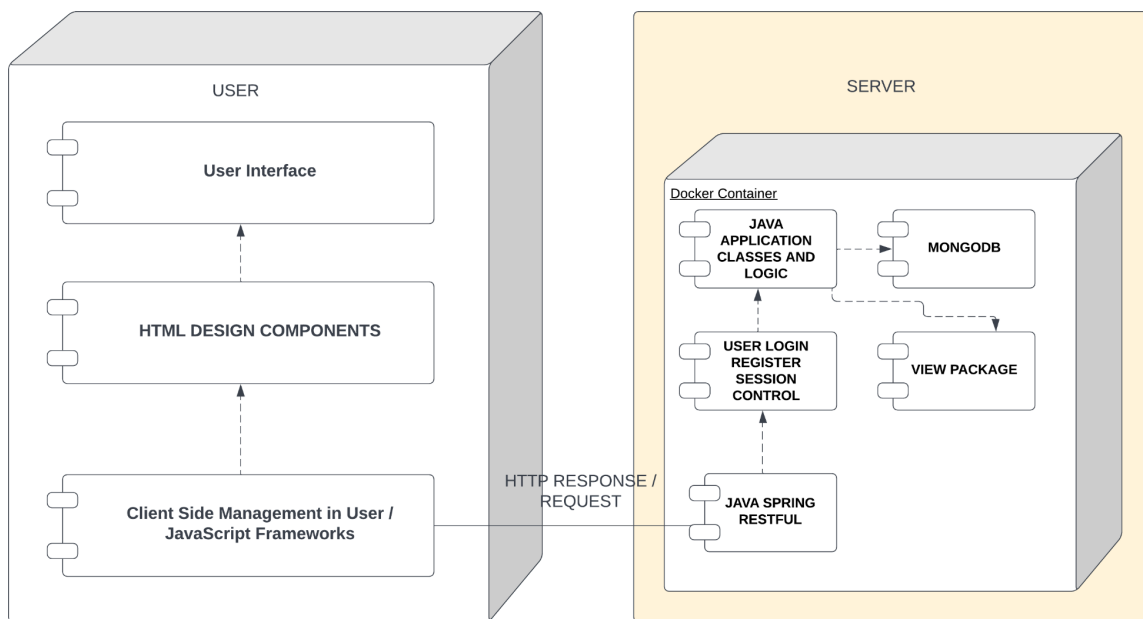 USER
User Interface
HTML DESIGN COMPONENTS
Client Side Management in User /
JavaScript Frameworks
HTTP RESPONSE /
REQUEST
SERVER
Docker Container
JAVA
APPLICATION
CLASSES AND
LOGIC
MONGODB
USER LOGIN
REGISTER
SESSION
CONTROL
VIEW PACKAGE
JAVA SPRING
RESTFUL